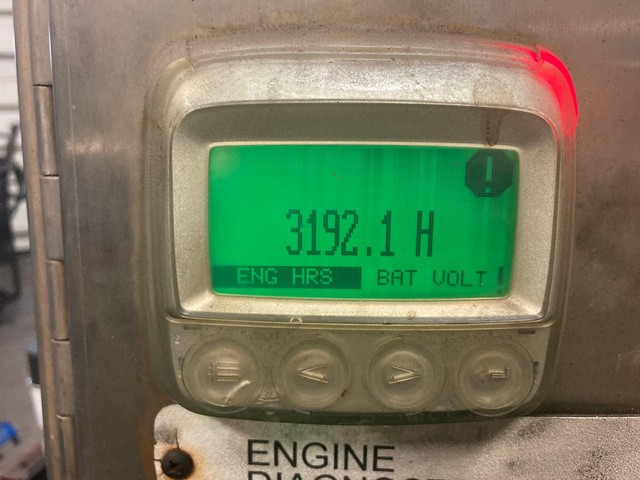 !
3192.1 H
ENG HRS BAT VOLT
ENGINE